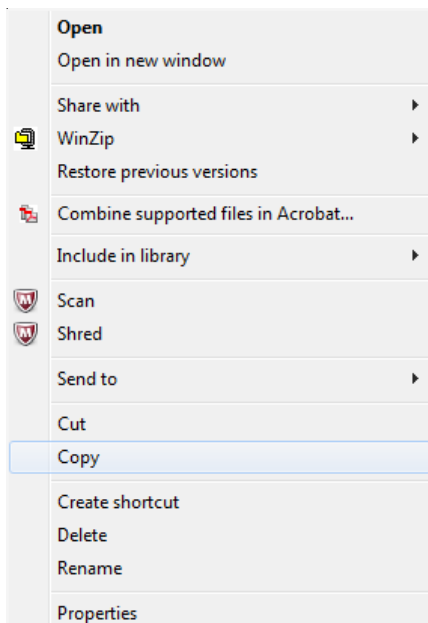 Open
Open in new window
Share with
WinZip
Restore previous versions
Combine supported files in Acrobat...
Include in library
Scan
Shred
Send to
Cut
Copy
Create shortcut
Delete
Rename
Properties